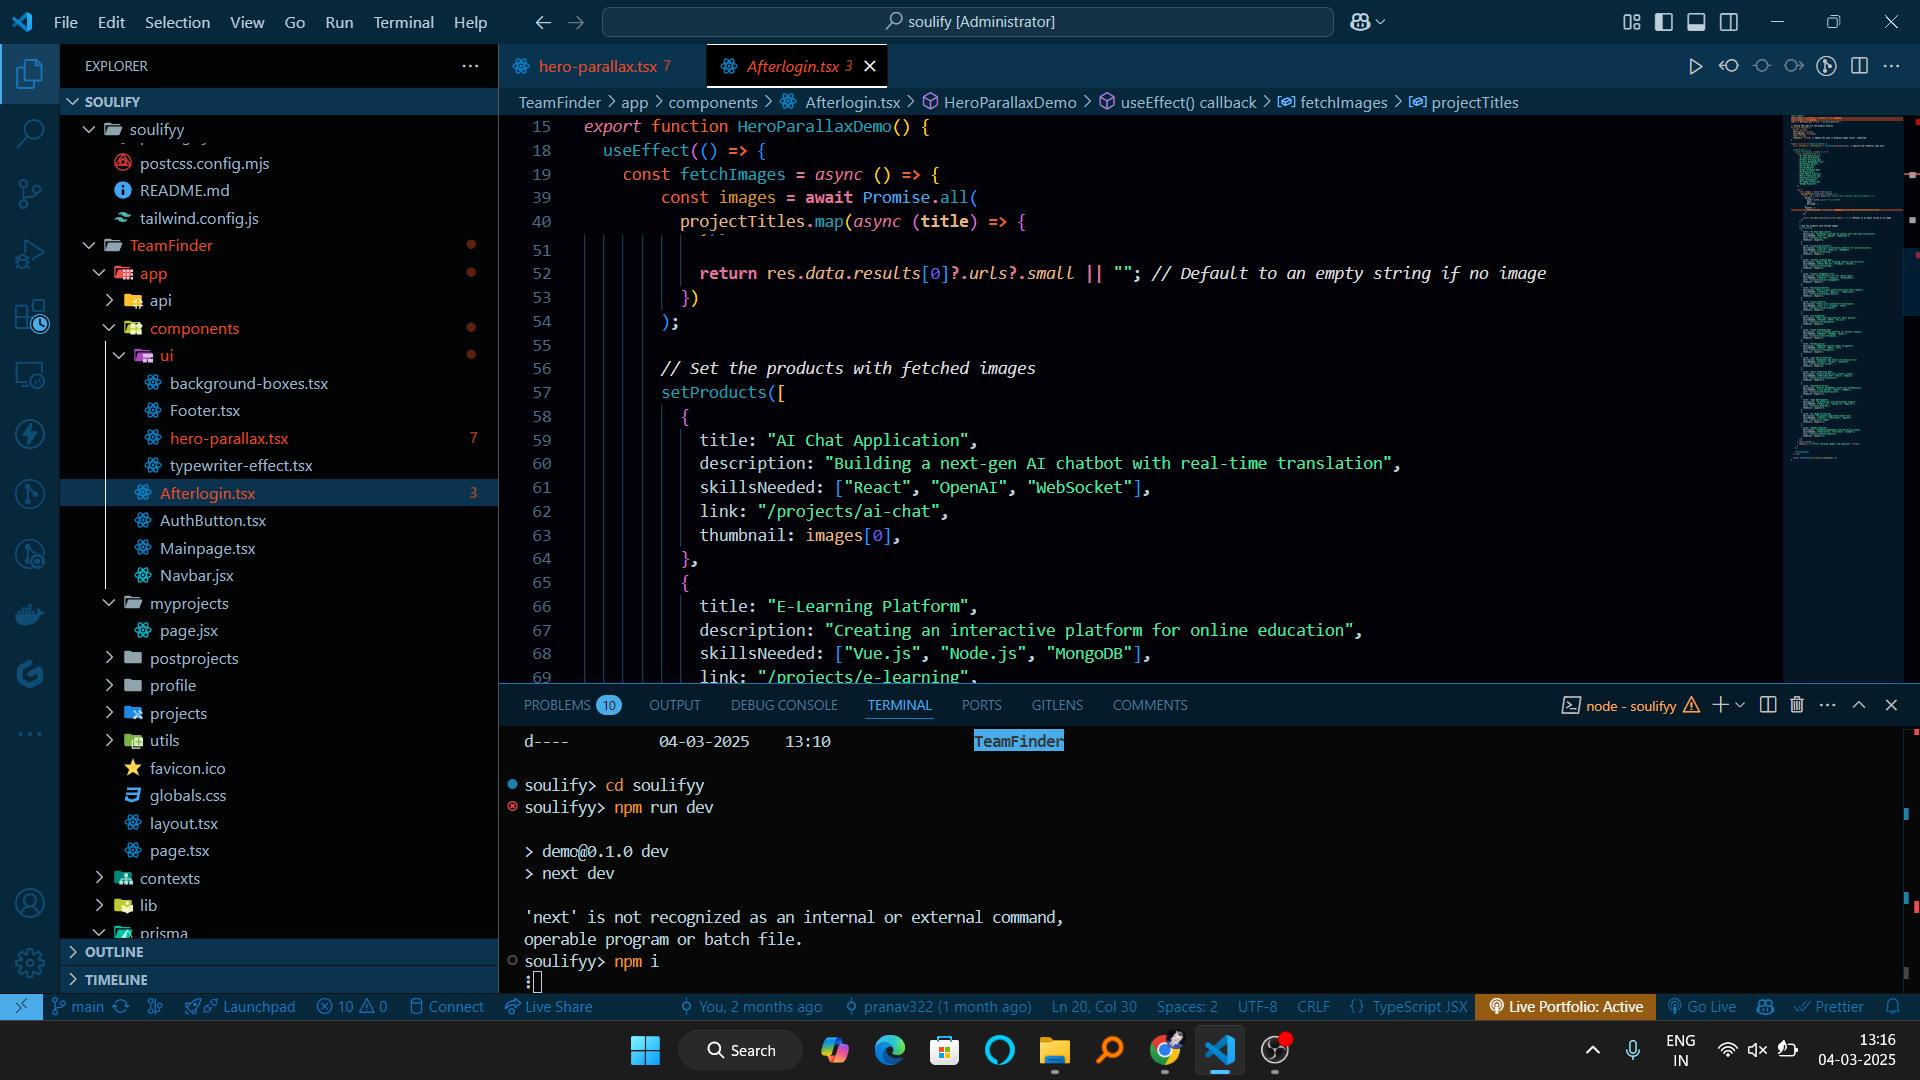 File Edit Selection View Go Run Terminal Help
soulify [Administrator]
EXPLORER
SOULIFY
soulifyy
postcss.config.mjs
README.md
tailwind.config.js
TeamFinder
app
api
components
ui
background-boxes.tsx
Footer.tsx
hero-parallax.tsx 7
typewriter-effect.tsx
Afterlogin.tsx 3
AuthButton.tsx
Mainpage.tsx
Navbar.jsx
myprojects
page.jsx
postprojects
profile
projects
utils
favicon.ico
globals.css
layout.tsx
page.tsx
contexts
lib
prisma
OUTLINE
TIMELINE
hero-parallax.tsx 7
Afterlogin.tsx 3
TeamFinder > app > components > Afterlogin.tsx > HeroParallaxDemo > useEffect() callback > fetchImages > projectTitles
15 export function HeroParallaxDemo() {
18 useEffect(() => {
19 const fetchImages = async () => {
39 const images = await Promise.all(
40 projectTitles.map(async (title) => {
51
52 return res.data.results[0]?.urls?.small || ""; // Default to an empty string if no image
53 })
54 );
55
56 // Set the products with fetched images
57 setProducts([
58 {
59 title: "AI Chat Application",
60 description: "Building a next-gen AI chatbot with real-time translation",
61 skillsNeeded: ["React", "OpenAI", "WebSocket"],
62 link: "/projects/ai-chat",
63 thumbnail: images[0],
64 },
65 {
66 title: "E-Learning Platform",
67 description: "Creating an interactive platform for online education",
68 skillsNeeded: ["Vue.js", "Node.js", "MongoDB"],
69 link: "/projects/e-learning",
PROBLEMS 10 OUTPUT DEBUG CONSOLE TERMINAL PORTS GITLENS COMMENTS
node - soulifyy
d---- 04-03-2025 13:10 TeamFinder
soulify> cd soulifyy
soulifyy> npm run dev
> demo@0.1.0 dev
> next dev
'next' is not recognized as an internal or external command,
operable program or batch file.
soulifyy> npm i
main Launchpad 10 0 Connect Live Share You, 2 months ago pranav322 (1 month ago) Ln 20, Col 30 Spaces: 2 UTF-8 CRLF {} TypeScript JSX Live Portfolio: Active Go Live Prettier
Search
ENG
IN
13:16
04-03-2025